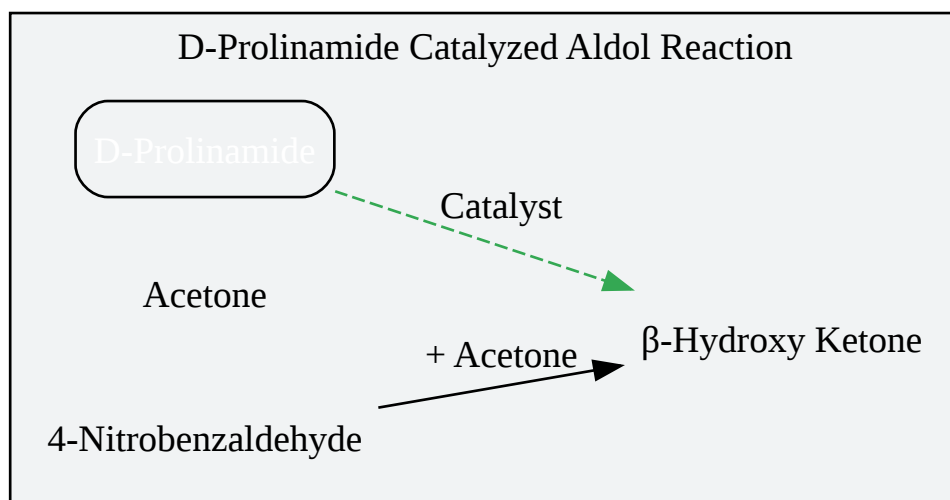 D-Prolinamide Catalyzed Aldol Reaction
D-Prolinamide
Catalyst
Acetone
β-Hydroxy Ketone
+ Acetone
4-Nitrobenzaldehyde